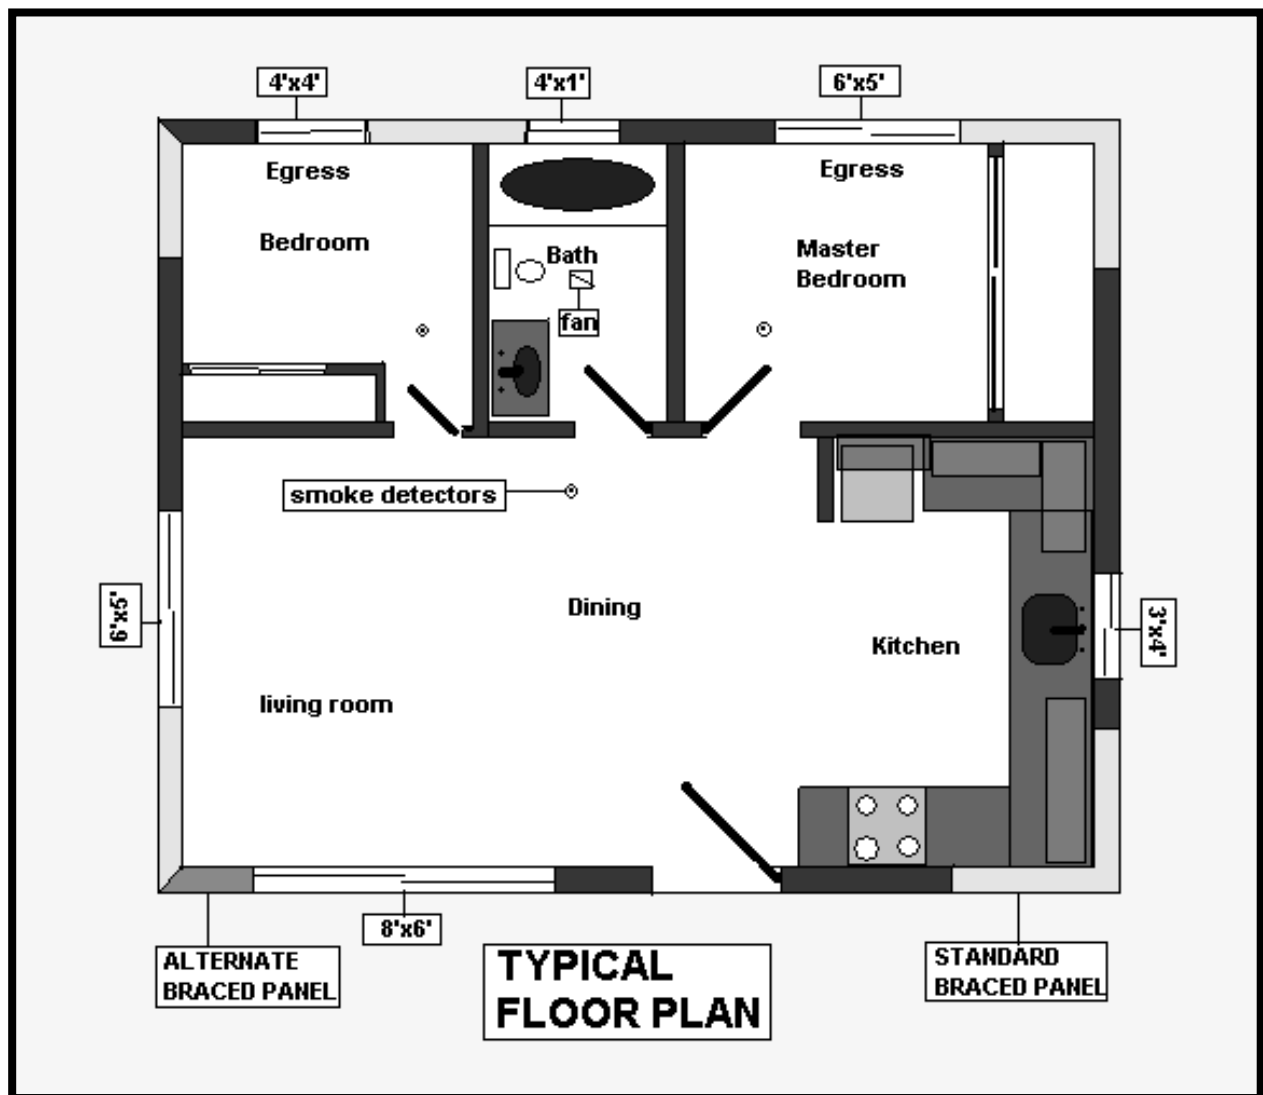 4'x4'
4'x1'
6'x5'
Egress
Egress
Bedroom
Bath
Master
Bedroom
fan
smoke detectors
6'x5'
Dining
3'x4'
Kitchen
living room
8'x6'
ALTERNATE
BRACED PANEL
TYPICAL
FLOOR PLAN
STANDARD
BRACED PANEL